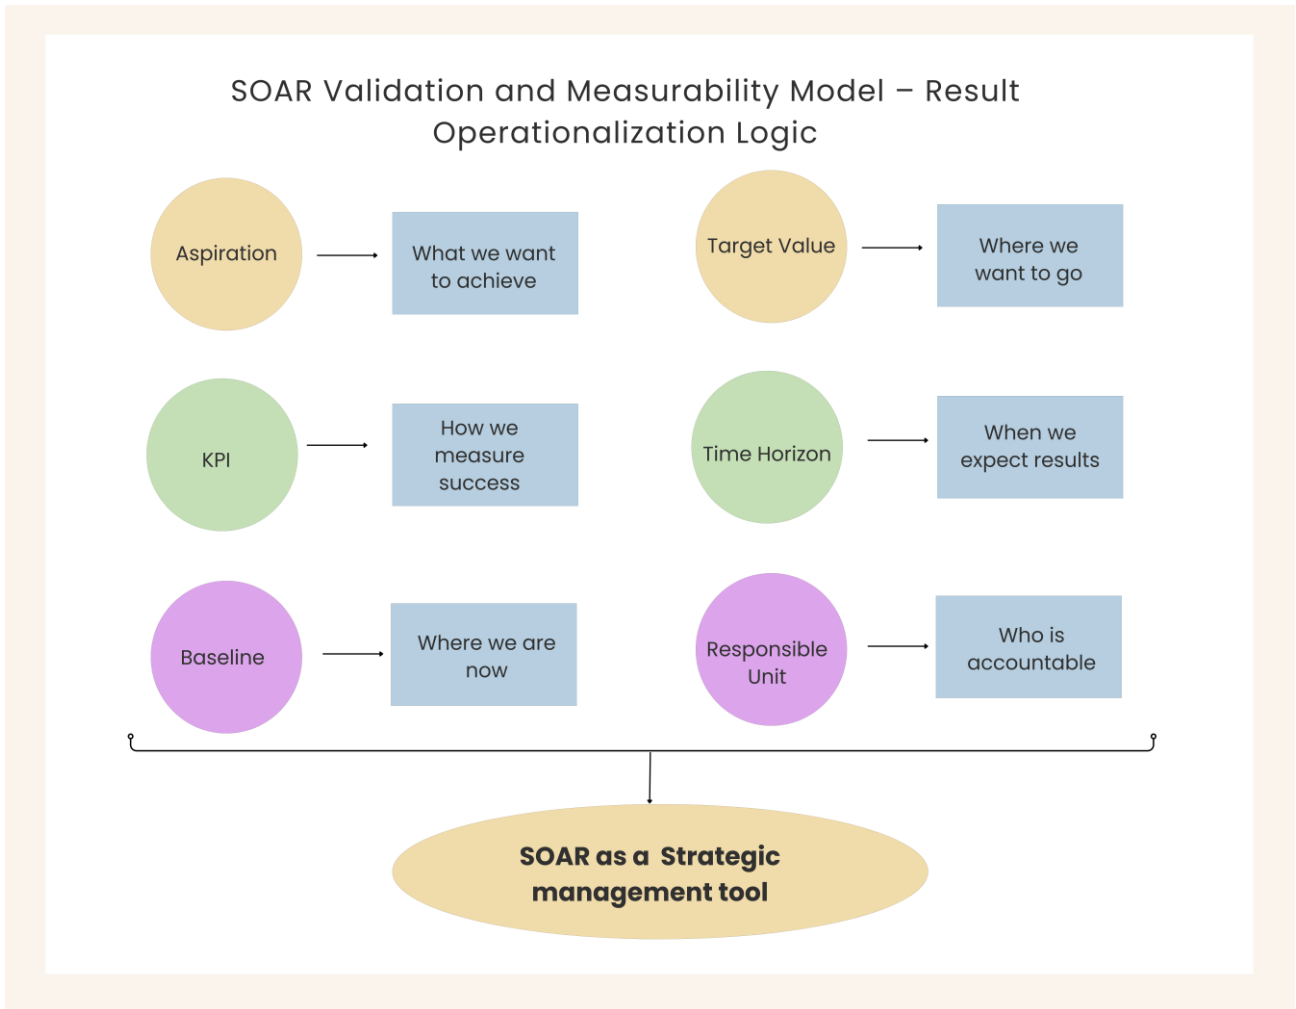 SOAR Validation and Measurability Model – Result
Operationalization Logic
Aspiration
What we want
to achieve
Target Value
Where we
want to go
KPI
How we
measure
success
Time Horizon
When we
expect results
Baseline
Where we are
now
Responsible
Unit
Who is
accountable
SOAR as a Strategic
management tool